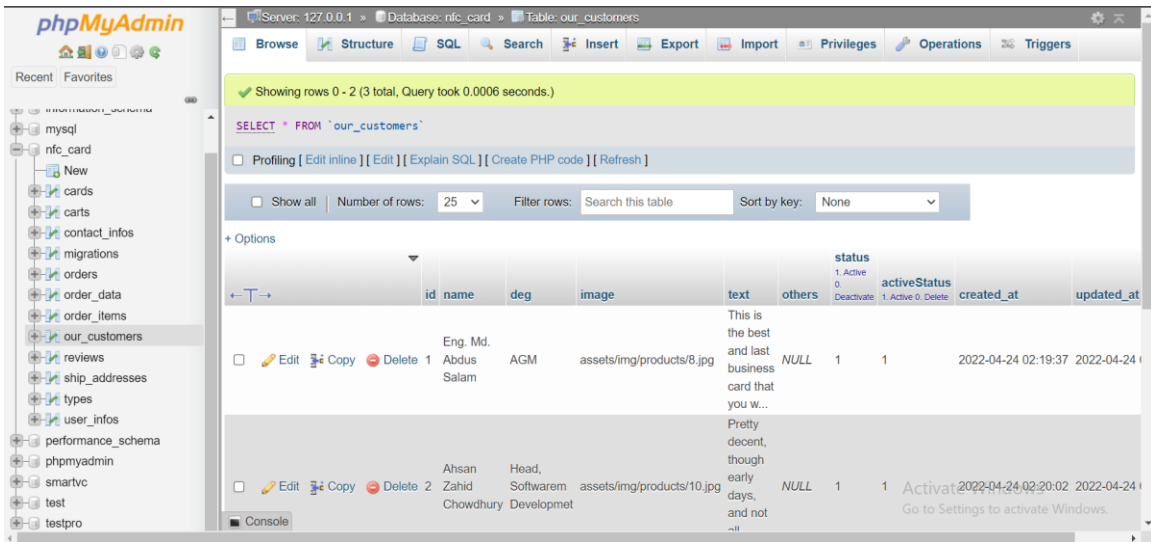 phpMyAdmin
Recent Favorites
information_schema
mysql
nfc_card
New
cards
carts
contact_infos
migrations
orders
order_data
order_items
our_customers
reviews
ship_addresses
types
user_infos
performance_schema
phpmyadmin
smartvc
test
testpro
Server: 127.0.0.1 » Database: nfc_card » Table: our_customers
Browse Structure SQL Search Insert Export Import Privileges Operations Triggers
Showing rows 0 - 2 (3 total, Query took 0.0006 seconds.)
SELECT * FROM `our_customers`
Profiling [ Edit inline ] [ Edit ] [ Explain SQL ] [ Create PHP code ] [ Refresh ]
Show all | Number of rows: 25 Filter rows: Search this table Sort by key: None
+ Options
←T→ id name deg image text others status activeStatus created_at updated_at
1. Active
0.
Deactivate
1. Active 0. Delete
Edit Copy Delete 1
Eng. Md.
Abdus
Salam
AGM
assets/img/products/8.jpg
This is
the best
and last
business
card that
you w...
NULL 1 1 2022-04-24 02:19:37 2022-04-24
Edit Copy Delete 2
Ahsan
Zahid
Chowdhury
Head,
Softwarem
Developmet
assets/img/products/10.jpg
Pretty
decent,
though
early
days,
and not
NULL 1 1 2022-04-24 02:20:02 2022-04-24
Activate Windows
Go to Settings to activate Windows.
Console